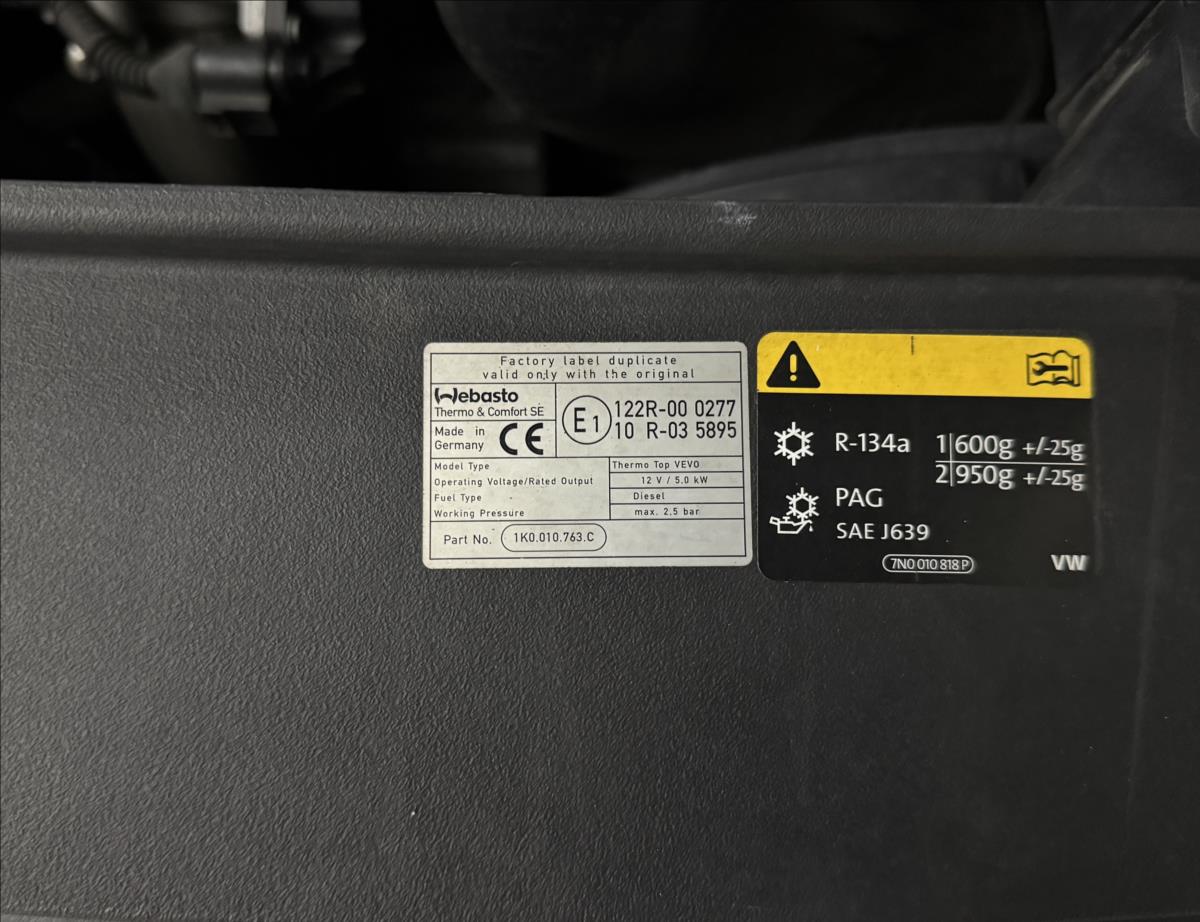 Factory label duplicate
valid only with the original
Webasto
Thermo & Comfort SE
Made in
Germany
CE
E1
122R-00 0277
10 R-03 5895
Model Type Thermo Top VEVO
Operating Voltage/Rated Output 12 V / 5.0 kW
Fuel Type Diesel
Working Pressure max. 2,5 bar
Part No. 1K0.010.763.C
R-134a
1|600g +/-25g
2|950g +/-25g
PAG
SAE J639
7N0 010 818 P
VW